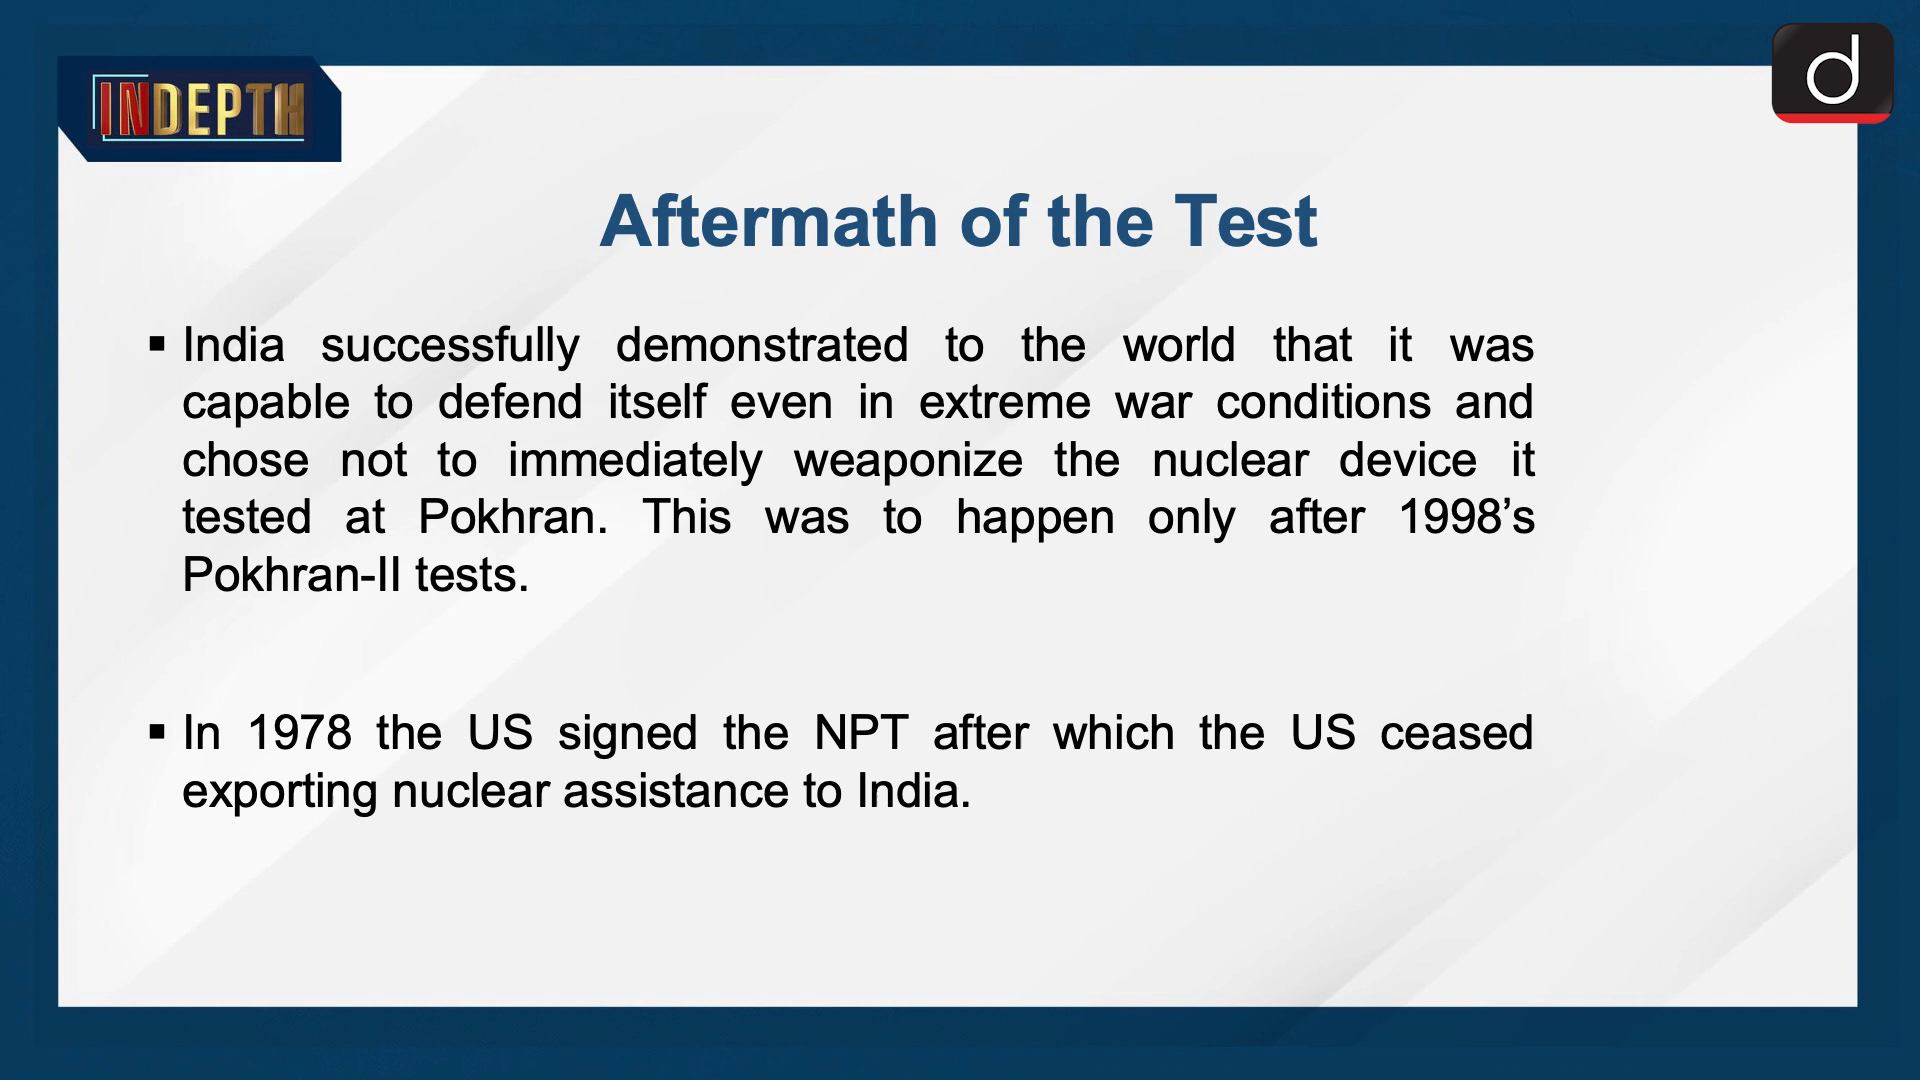 INDEPTH
d
Aftermath of the Test
▪ India successfully demonstrated to the world that it was
capable to defend itself even in extreme war conditions and
chose not to immediately weaponize the nuclear device it
tested at Pokhran. This was to happen only after 1998’s
Pokhran-II tests.
▪ In 1978 the US signed the NPT after which the US ceased
exporting nuclear assistance to India.